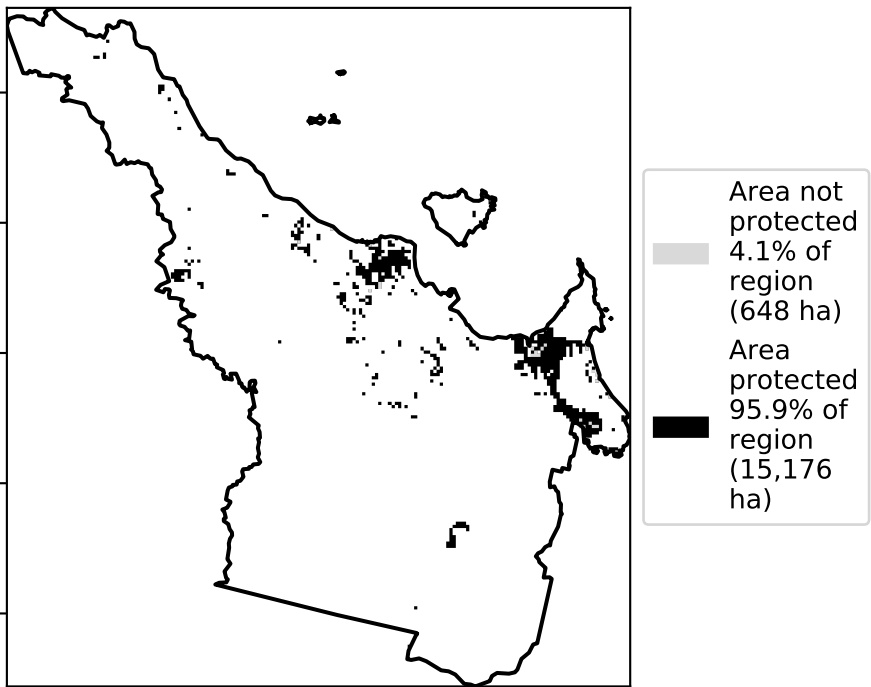 Area not
protected
4.1% of
region
(648 ha)
Area
protected
95.9% of
region
(15,176
ha)